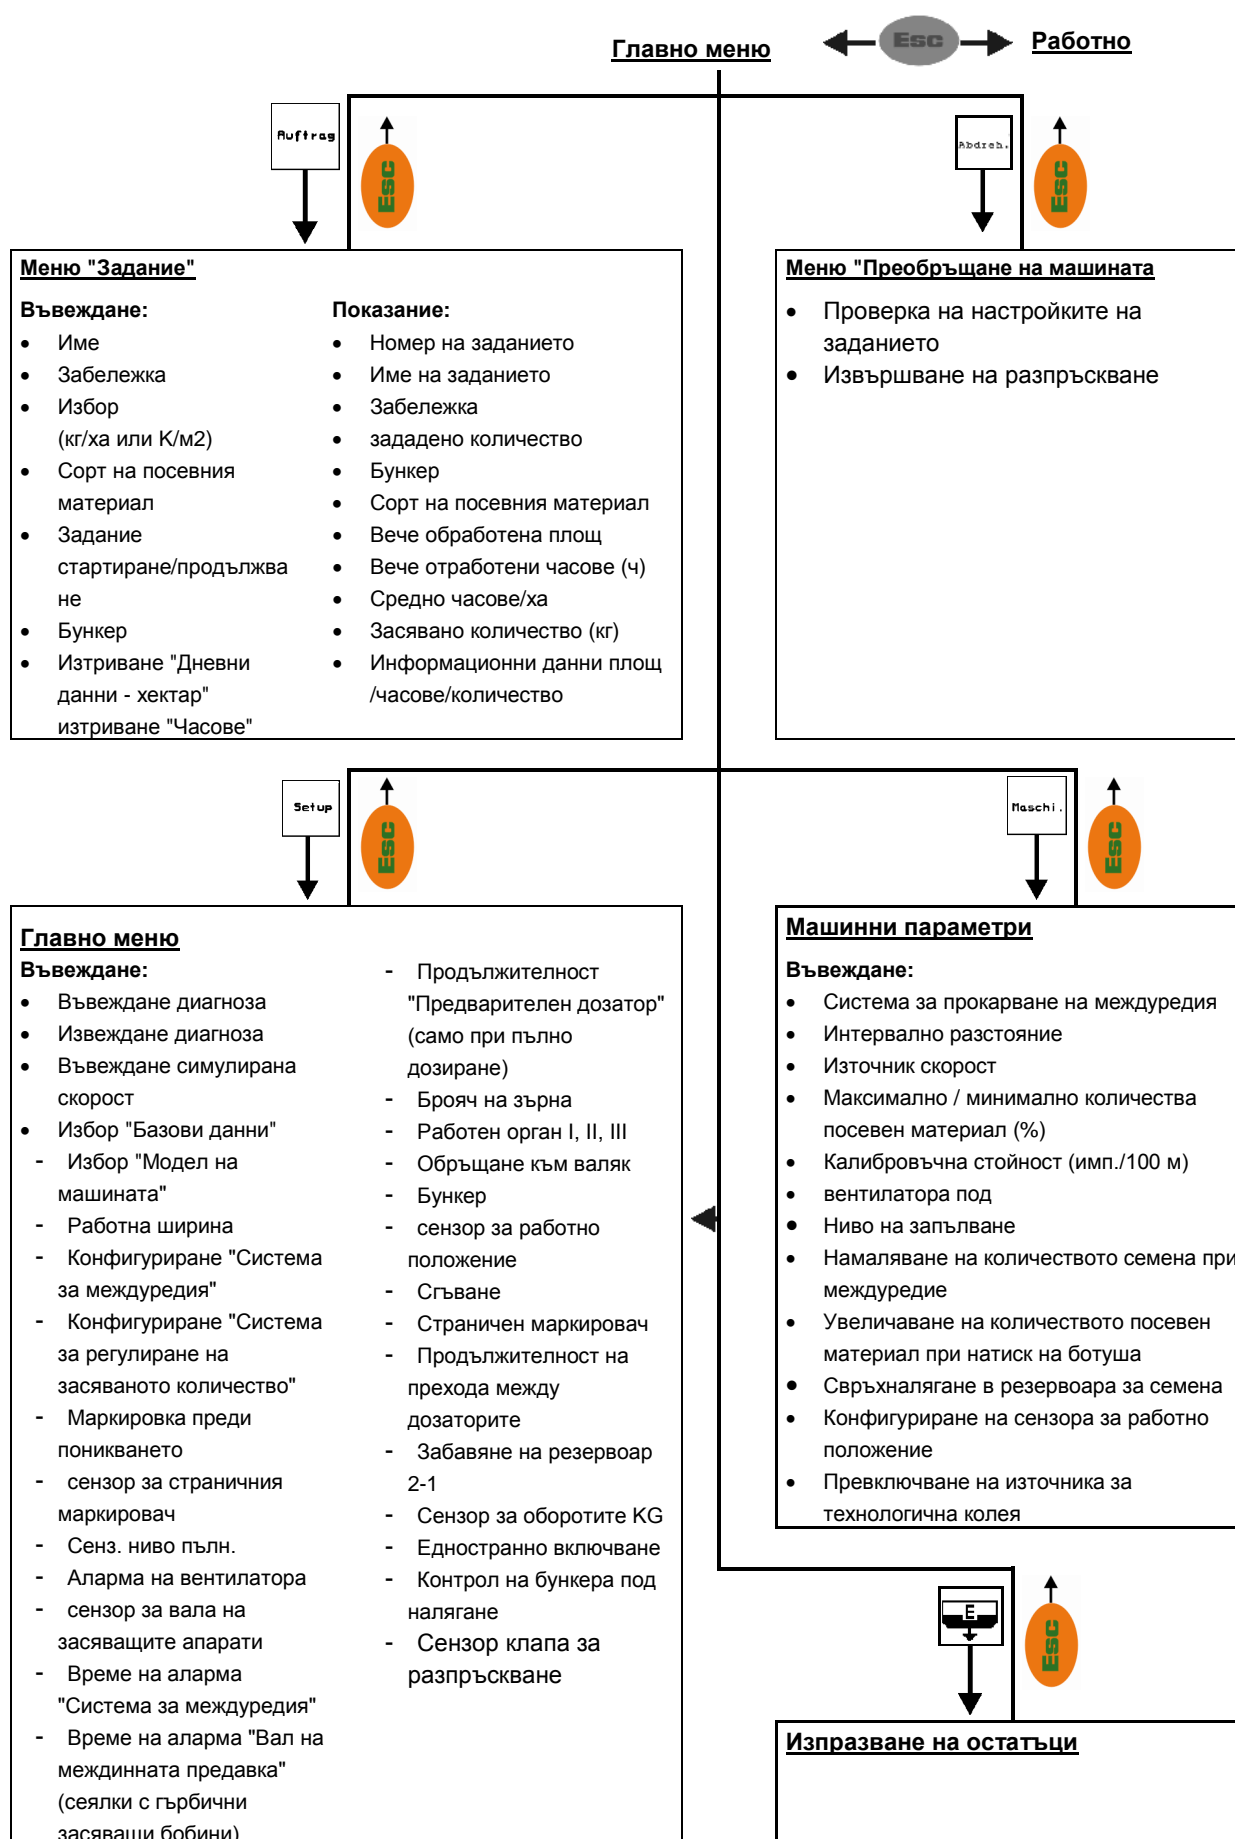 Главно меню
Esc
Работно
Auftrag
Esc
Abdreh.
Esc
Меню "Задание"
Въвеждане:
• Име
• Забележка
• Избор
(кг/ха или К/м2)
• Сорт на посевния
материал
• Задание
стартиране/продължва
не
• Бункер
• Изтриване "Дневни
данни - хектар"
изтриване "Часове"
Показание:
• Номер на заданието
• Име на заданието
• Забележка
• зададено количество
• Бункер
• Сорт на посевния материал
• Вече обработена площ
• Вече отработени часове (ч)
• Средно часове/ха
• Засявано количество (кг)
• Информационни данни площ
/часове/количество
Меню "Преобръщане на машината
• Проверка на настройките на
заданието
• Извършване на разпръскване
Setup
Esc
Maschi.
Esc
Главно меню
Въвеждане:
• Въвеждане диагноза
• Извеждане диагноза
• Въвеждане симулирана
скорост
• Избор "Базови данни"
- Избор "Модел на
машината"
- Работна ширина
- Конфигуриране "Система
за междуредия"
- Конфигуриране "Система
за регулиране на
засяваното количество"
- Маркировка преди
поникването
- сензор за страничния
маркировач
- Сенз. ниво пълн.
- Аларма на вентилатора
- сензор за вала на
засяващите апарати
- Време на аларма
"Система за междуредия"
- Време на аларма "Вал на
междинната предавка"
(сеялки с гърбични
засяващи бобини)
- Продължителност
"Предварителен дозатор"
(само при пълно
дозиране)
- Брояч на зърна
- Работен орган I, II, III
- Обръщане към валяк
- Бункер
- сензор за работно
положение
- Сгъване
- Страничен маркировач
- Продължителност на
прехода между
дозаторите
- Забавяне на резервоар
2-1
- Сензор за оборотите KG
- Едностранно включване
- Контрол на бункера под
налягане
- Сензор клапа за
разпръскване
Машинни параметри
Въвеждане:
• Система за прокарване на междуредия
• Интервално разстояние
• Източник скорост
• Максимално / минимално количества
посевен материал (%)
• Калибровъчна стойност (имп./100 м)
• вентилатора под
• Ниво на запълване
• Намаляване на количеството семена при
междуредие
• Увеличаване на количеството посевен
материал при натиск на ботуша
• Свръхналягане в резервоара за семена
• Конфигуриране на сензора за работно
положение
• Превключване на източника за
технологична колея
E
Esc
Изпразване на остатъци